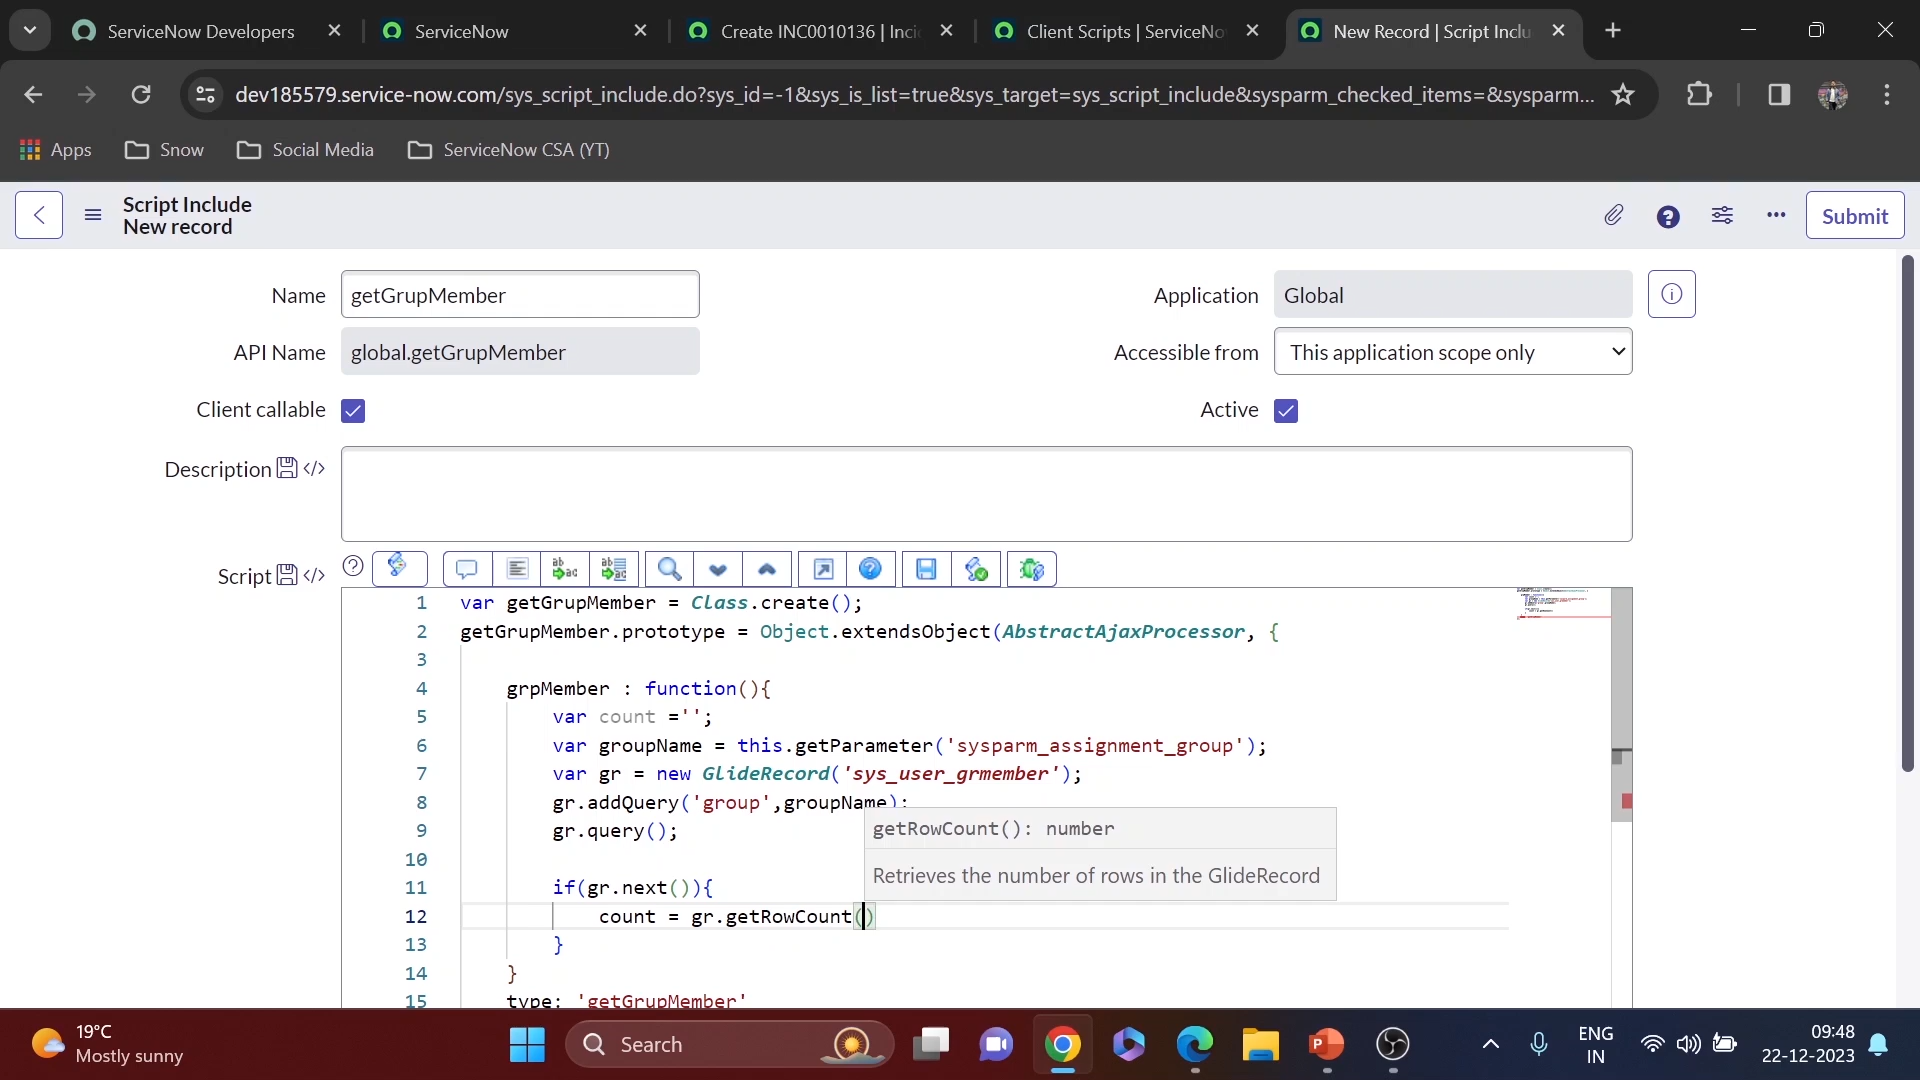 ServiceNow Developers
ServiceNow
Create INC0010136 | Inci
Client Scripts | ServiceNo
New Record | Script Inclu
dev185579.service-now.com/sys_script_include.do?sys_id=-1&sys_is_list=true&sys_target=sys_script_include&sysparm_checked_items=&sysparm...
Apps
Snow
Social Media
ServiceNow CSA (YT)
Script Include
New record
Submit
Name
getGrupMember
Application
Global
API Name
global.getGrupMember
Accessible from
This application scope only
Client callable
Active
Description
Script
1 var getGrupMember = Class.create();
2 getGrupMember.prototype = Object.extendsObject(AbstractAjaxProcessor, {
3
4 grpMember : function(){
5 var count ='';
6 var groupName = this.getParameter('sysparm_assignment_group');
7 var gr = new GlideRecord('sys_user_grmember');
8 gr.addQuery('group',groupName);
9 gr.query();
getRowCount(): number
Retrieves the number of rows in the GlideRecord
10
11 if(gr.next()){
12 count = gr.getRowCount()
13 }
14 }
15 type: 'getGrupMember'
19°C
Mostly sunny
Search
ENG
IN
09:48
22-12-2023